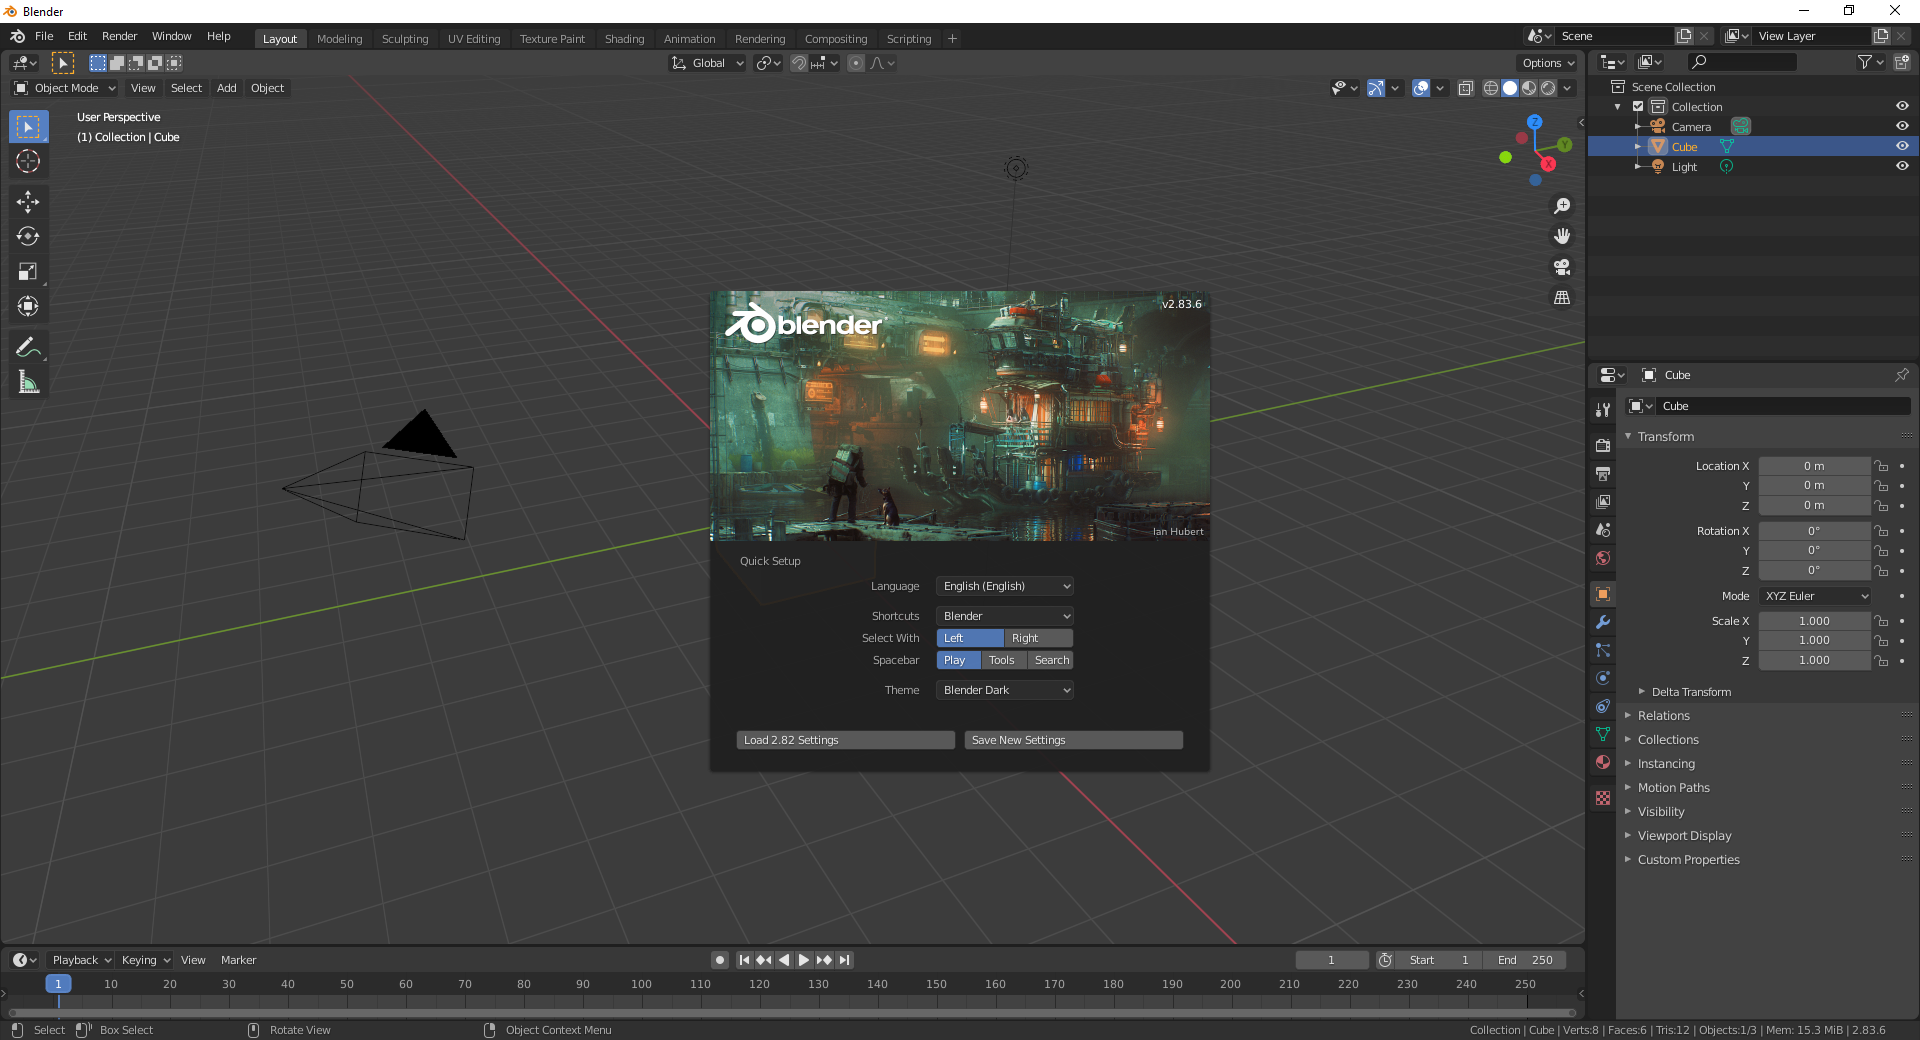 Blender
File Edit Render Window Help Layout Modeling Sculpting UV Editing Texture Paint Shading Animation Rendering Compositing Scripting + Scene View Layer
Global Options
Object Mode View Select Add Object
User Perspective
(1) Collection | Cube
Z
Y
X
Scene Collection
Collection
Camera
Cube
Light
blender
v2.83.6
Ian Hubert
Quick Setup
Language English (English)
Shortcuts Blender
Select With Left Right
Spacebar Play Tools Search
Theme Blender Dark
Load 2.82 Settings Save New Settings
Cube
Cube
Transform
Location X 0 m
Y 0 m
Z 0 m
Rotation X 0°
Y 0°
Z 0°
Mode XYZ Euler
Scale X 1.000
Y 1.000
Z 1.000
Delta Transform
Relations
Collections
Instancing
Motion Paths
Visibility
Viewport Display
Custom Properties
Playback Keying View Marker 1 Start 1 End 250
1 10 20 30 40 50 60 70 80 90 100 110 120 130 140 150 160 170 180 190 200 210 220 230 240 250
Select Box Select Rotate View Object Context Menu Collection | Cube | Verts:8 | Faces:6 | Tris:12 | Objects:1/3 | Mem: 15.3 MiB | 2.83.6